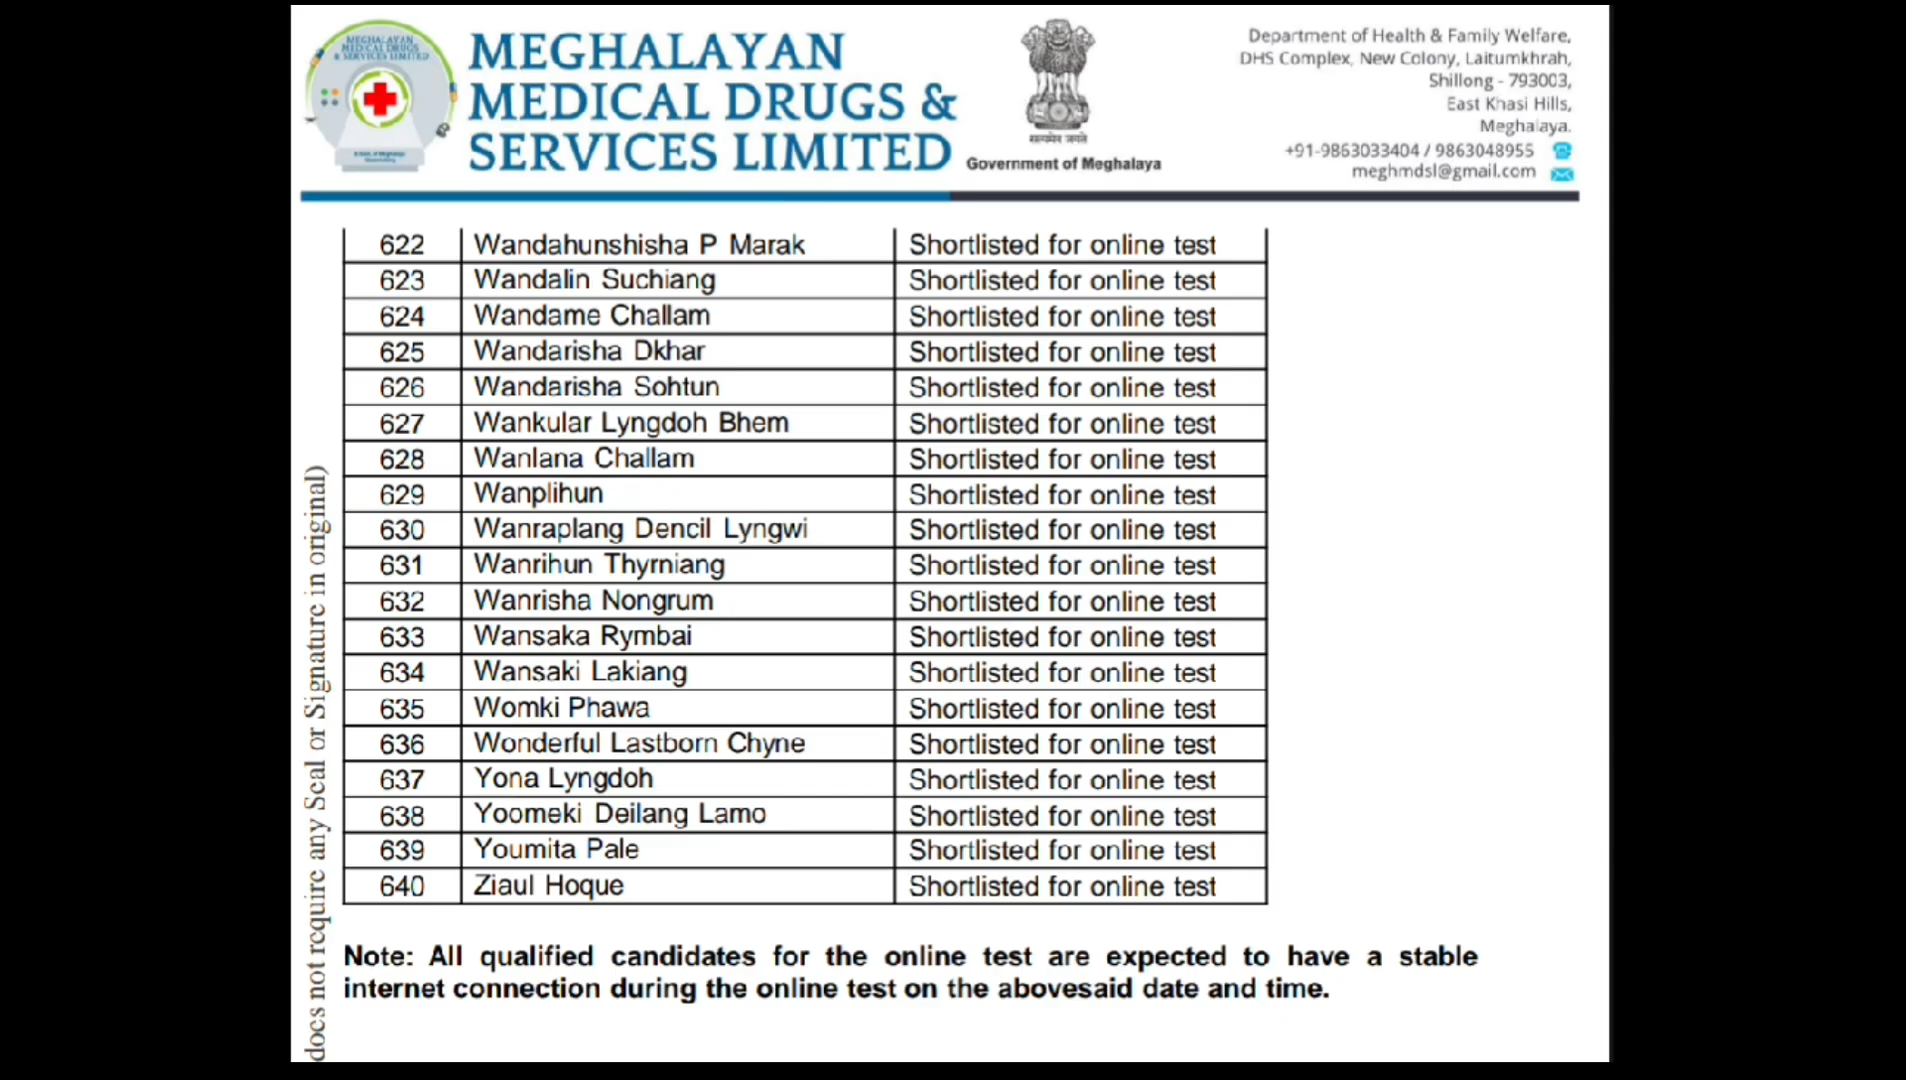 MEGHALAYAN
MEDICAL DRUGS
& SERVICES LIMITED
MEGHALAYAN
MEDICAL DRUGS &
SERVICES LIMITED
सत्यमेव जयते
Government of Meghalaya
Department of Health & Family Welfare,
DHS Complex, New Colony, Laitumkhrah,
Shillong - 793003,
East Khasi Hills,
Meghalaya.
+91-9863033404 / 9863048955
meghmdsl@gmail.com
622 Wandahunshisha P Marak Shortlisted for online test
623 Wandalin Suchiang Shortlisted for online test
624 Wandame Challam Shortlisted for online test
625 Wandarisha Dkhar Shortlisted for online test
626 Wandarisha Sohtun Shortlisted for online test
627 Wankular Lyngdoh Bhem Shortlisted for online test
628 Wanlana Challam Shortlisted for online test
629 Wanplihun Shortlisted for online test
630 Wanraplang Dencil Lyngwi Shortlisted for online test
631 Wanrihun Thyrniang Shortlisted for online test
632 Wanrisha Nongrum Shortlisted for online test
633 Wansaka Rymbai Shortlisted for online test
634 Wansaki Lakiang Shortlisted for online test
635 Womki Phawa Shortlisted for online test
636 Wonderful Lastborn Chyne Shortlisted for online test
637 Yona Lyngdoh Shortlisted for online test
638 Yoomeki Deilang Lamo Shortlisted for online test
639 Youmita Pale Shortlisted for online test
640 Ziaul Hoque Shortlisted for online test
does not require any Seal or Signature in original)
Note: All qualified candidates for the online test are expected to have a stable
internet connection during the online test on the abovesaid date and time.